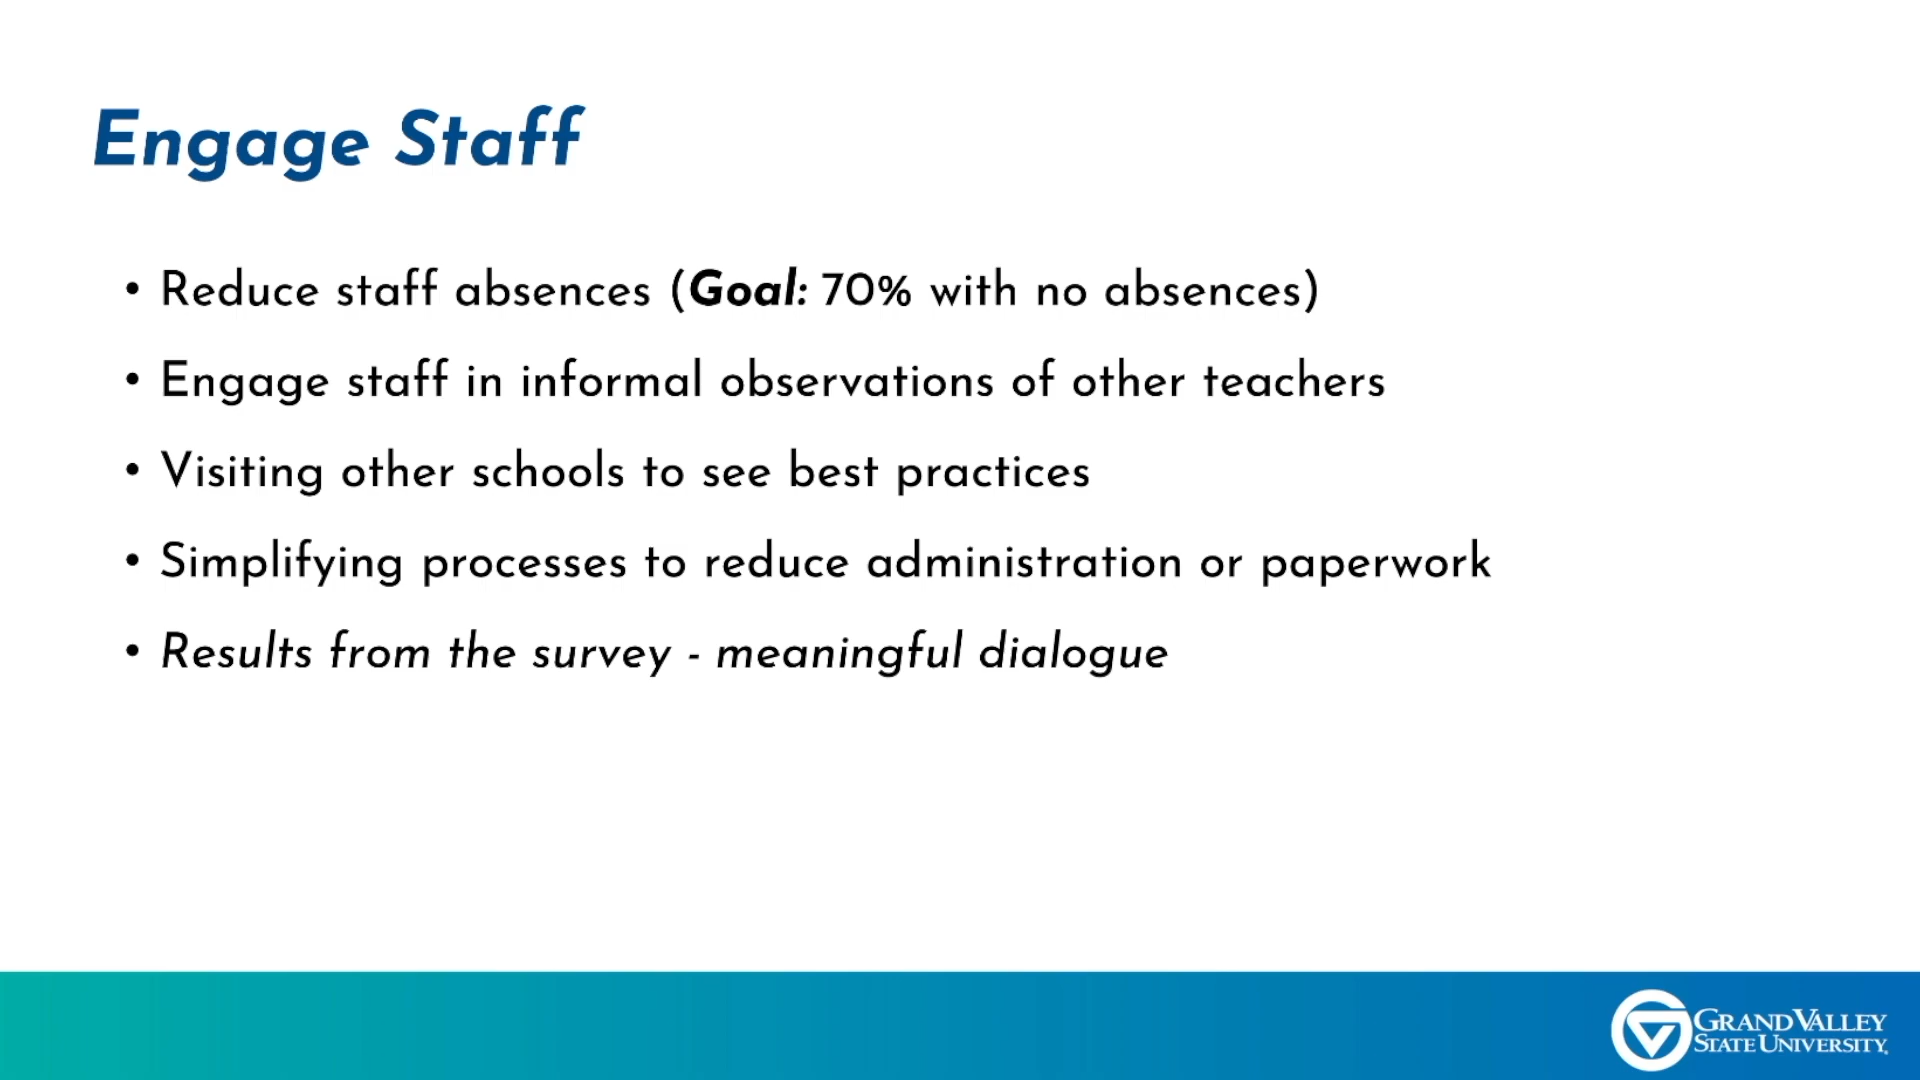 Engage Staff
• Reduce staff absences (Goal: 70% with no absences)
• Engage staff in informal observations of other teachers
• Visiting other schools to see best practices
• Simplifying processes to reduce administration or paperwork
• Results from the survey - meaningful dialogue
GRAND VALLEY
STATE UNIVERSITY